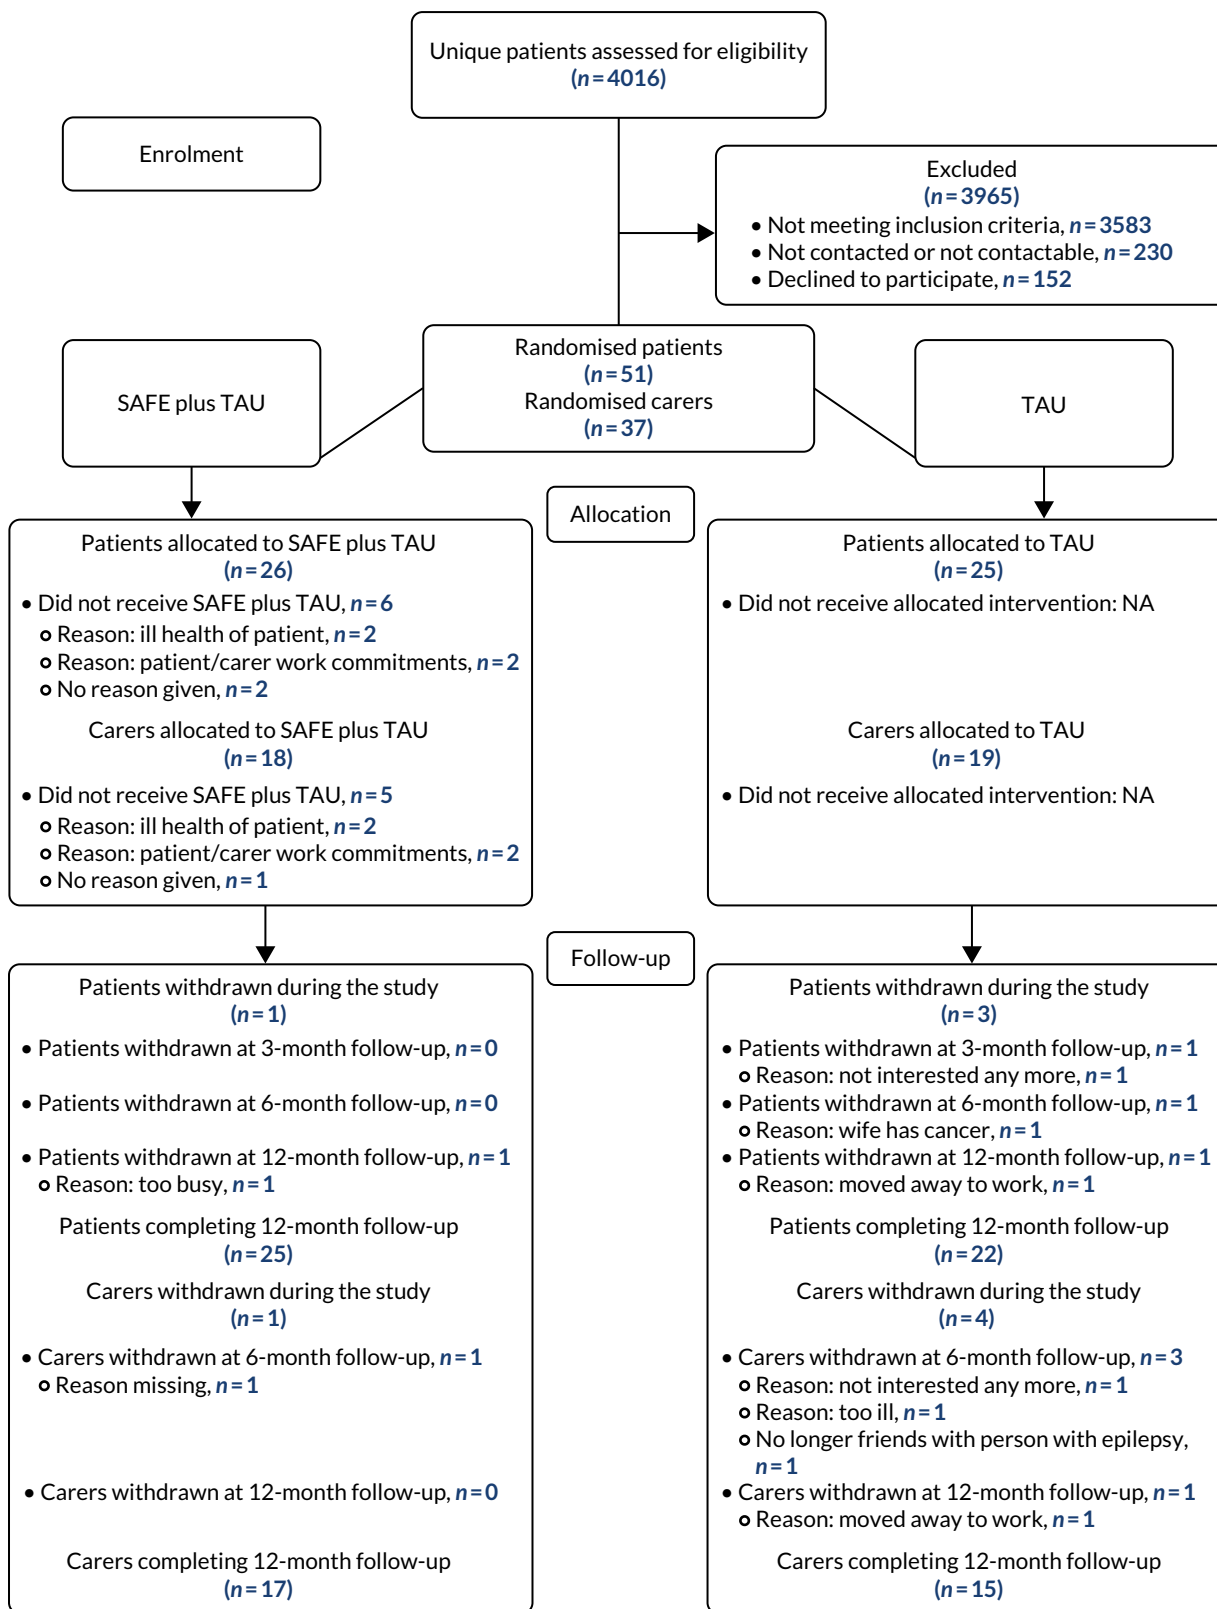 Unique patients assessed for eligibility
(n = 4016)
Enrolment
Excluded
(n = 3965)
• Not meeting inclusion criteria, n = 3583
• Not contacted or not contactable, n = 230
• Declined to participate, n = 152
Randomised patients
(n = 51)
Randomised carers
(n = 37)
SAFE plus TAU
TAU
Allocation
Patients allocated to SAFE plus TAU
(n = 26)
• Did not receive SAFE plus TAU, n = 6
o Reason: ill health of patient, n = 2
o Reason: patient/carer work commitments, n = 2
o No reason given, n = 2
Carers allocated to SAFE plus TAU
(n = 18)
• Did not receive SAFE plus TAU, n = 5
o Reason: ill health of patient, n = 2
o Reason: patient/carer work commitments, n = 2
o No reason given, n = 1
Patients allocated to TAU
(n = 25)
• Did not receive allocated intervention: NA
Carers allocated to TAU
(n = 19)
• Did not receive allocated intervention: NA
Follow-up
Patients withdrawn during the study
(n = 1)
• Patients withdrawn at 3-month follow-up, n = 0
• Patients withdrawn at 6-month follow-up, n = 0
• Patients withdrawn at 12-month follow-up, n = 1
o Reason: too busy, n = 1
Patients completing 12-month follow-up
(n = 25)
Carers withdrawn during the study
(n = 1)
• Carers withdrawn at 6-month follow-up, n = 1
o Reason missing, n = 1
• Carers withdrawn at 12-month follow-up, n = 0
Carers completing 12-month follow-up
(n = 17)
Patients withdrawn during the study
(n = 3)
• Patients withdrawn at 3-month follow-up, n = 1
o Reason: not interested any more, n = 1
• Patients withdrawn at 6-month follow-up, n = 1
o Reason: wife has cancer, n = 1
• Patients withdrawn at 12-month follow-up, n = 1
o Reason: moved away to work, n = 1
Patients completing 12-month follow-up
(n = 22)
Carers withdrawn during the study
(n = 4)
• Carers withdrawn at 6-month follow-up, n = 3
o Reason: not interested any more, n = 1
o Reason: too ill, n = 1
o No longer friends with person with epilepsy,
n = 1
• Carers withdrawn at 12-month follow-up, n = 1
o Reason: moved away to work, n = 1
Carers completing 12-month follow-up
(n = 15)